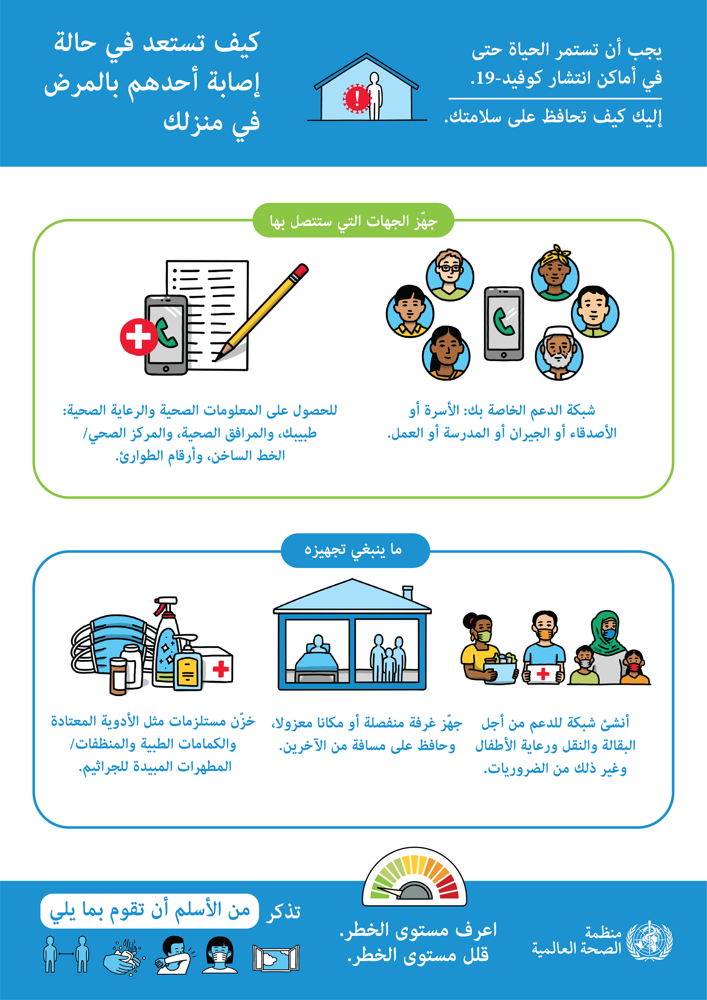 يجب أن تستمر الحياة حتى
في أماكن انتشار كوفيد-19.
إليك كيف تحافظ على سلامتك.
كيف تستعد في حالة
إصابة أحدهم بالمرض
في منزلك
جهّز الجهات التي ستتصل بها
شبكة الدعم الخاصة بك: الأسرة أو
الأصدقاء أو الجيران أو المدرسة أو العمل.
للحصول على المعلومات الصحية والرعاية الصحية:
طبيبك، والمرافق الصحية، والمركز الصحي/
الخط الساخن، وأرقام الطوارئ.
ما ينبغي تجهيزه
أنشئ شبكة للدعم من أجل
البقالة والنقل ورعاية الأطفال
وغير ذلك من الضروريات.
جهّز غرفة منفصلة أو مكانا معزولا،
وحافظ على مسافة من الآخرين.
خزّن مستلزمات مثل الأدوية المعتادة
والكمامات الطبية والمنظفات/
المطهرات المبيدة للجراثيم.
منظمة
الصحة العالمية
اعرف مستوى الخطر.
قلل مستوى الخطر.
تذكر من الأسلم أن تقوم بما يلي